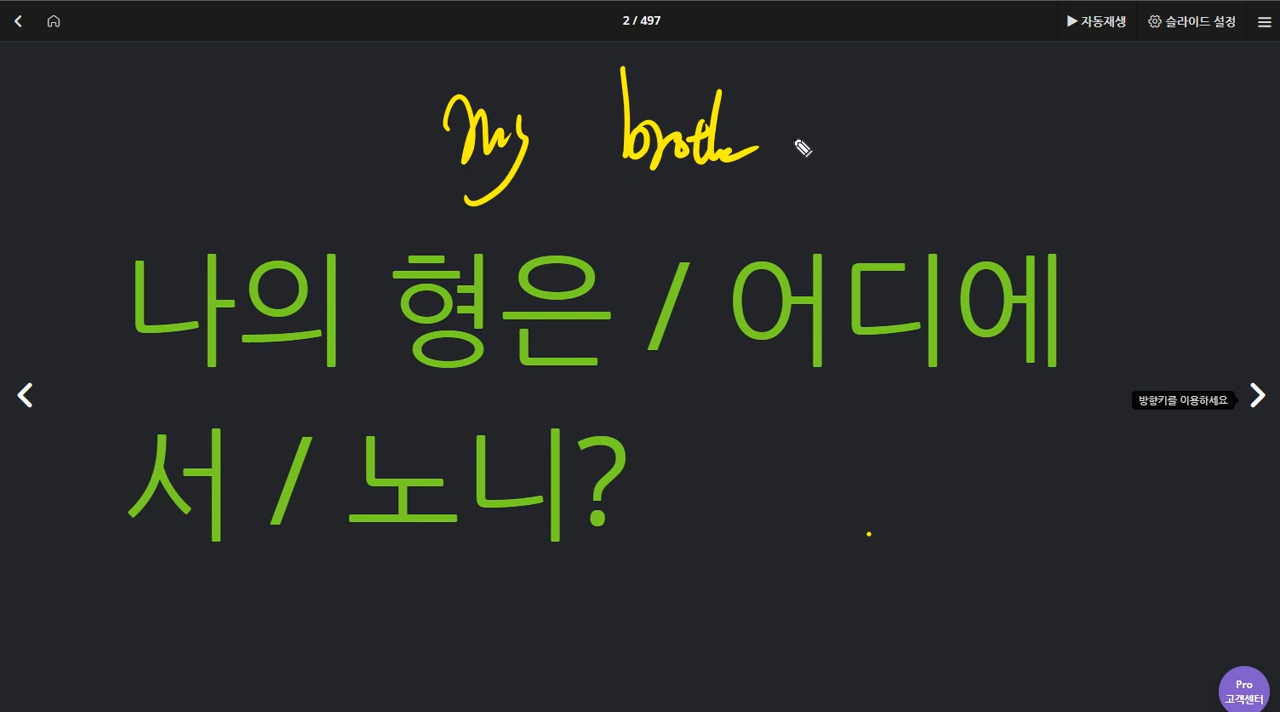 2 / 497
자동재생
슬라이드 설정
My brother
나의 형은 / 어디에
방향키를 이용하세요
서 / 노니?
Pro
고객센터